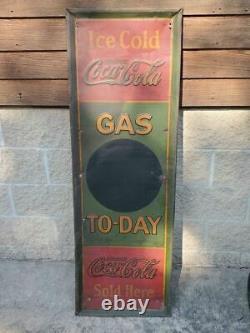 Ice Cold
Coca-Cola
GAS
TO-DAY
Coca-Cola
Sold Here